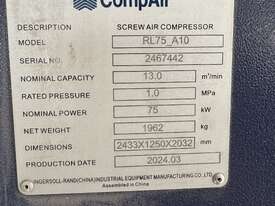 CompAir
DESCRIPTION SCREW AIR COMPRESSOR
MODEL RL75_A10
SERIAL NO. 2467442
NOMINAL CAPACITY 13.0 m³/min
RATED PRESSURE 1.0 MPa
NOMINAL POWER 75 kW
NET WEIGHT 1962 kg
DIMENSIONS 2433X1250X2032 mm
PRODUCTION DATE 2024.03
INGERSOLL-RAND(CHINA)INDUSTRIAL EQUIPMENT MANUFACTURING CO.,LTD
Assembled in China